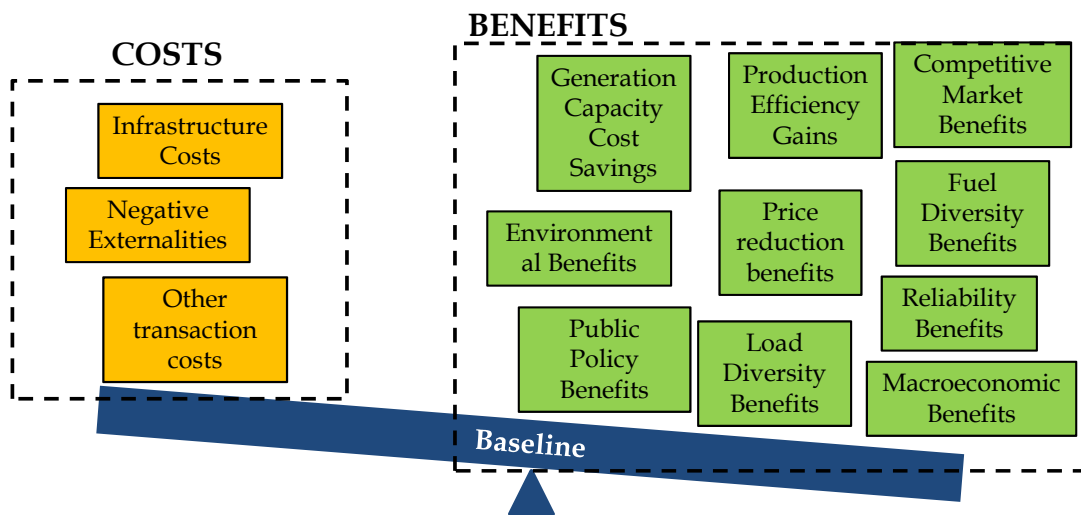 COSTS
Infrastructure
Costs
Negative
Externalities
Other
transaction
costs
BENEFITS
Generation
Capacity
Cost
Savings
Production
Efficiency
Gains
Competitive
Market
Benefits
Environment
al Benefits
Price
reduction
benefits
Fuel
Diversity
Benefits
Public
Policy
Benefits
Load
Diversity
Benefits
Reliability
Benefits
Macroeconomic
Benefits
Baseline